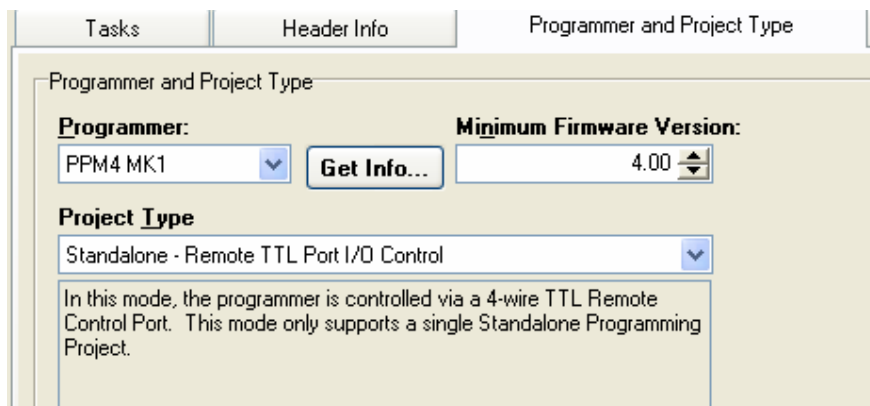 Tasks
Header Info
Programmer and Project Type
Programmer and Project Type
Programmer:
Minimum Firmware Version:
PPM4 MK1
Get Info...
4.00
Project Type
Standalone - Remote TTL Port I/O Control
In this mode, the programmer is controlled via a 4-wire TTL Remote
Control Port. This mode only supports a single Standalone Programming
Project.